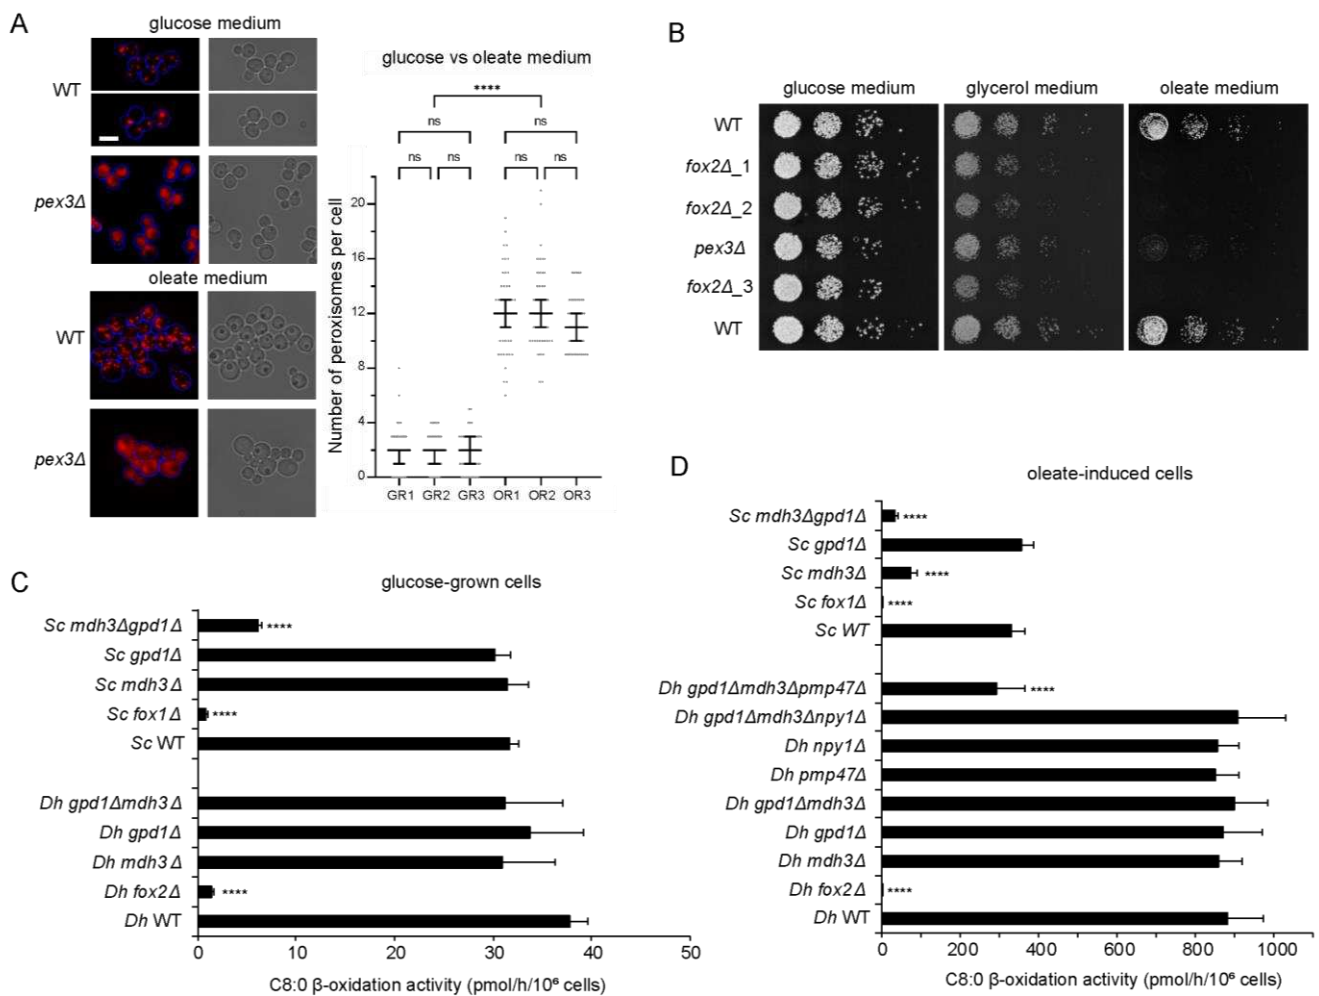 A
glucose medium
WT
pex3Δ
oleate medium
WT
pex3Δ
glucose vs oleate medium
****
ns ns
ns ns ns ns
Number of peroxisomes per cell
20
16
12
8
4
0
GR1 GR2 GR3 OR1 OR2 OR3
B
glucose medium glycerol medium oleate medium
WT
fox2Δ_1
fox2Δ_2
pex3Δ
fox2Δ_3
WT
C
glucose-grown cells
Sc mdh3Δgpd1Δ ****
Sc gpd1Δ
Sc mdh3Δ
Sc fox1Δ ****
Sc WT
Dh gpd1Δmdh3Δ
Dh gpd1Δ
Dh mdh3Δ
Dh fox2Δ ****
Dh WT
0 10 20 30 40 50
C8:0 β-oxidation activity (pmol/h/10⁶ cells)
D
oleate-induced cells
Sc mdh3Δgpd1Δ ****
Sc gpd1Δ
Sc mdh3Δ ****
Sc fox1Δ ****
Sc WT
Dh gpd1Δmdh3Δpmp47Δ ****
Dh gpd1Δmdh3Δnpy1Δ
Dh npy1Δ
Dh pmp47Δ
Dh gpd1Δmdh3Δ
Dh gpd1Δ
Dh mdh3Δ
Dh fox2Δ ****
Dh WT
0 200 400 600 800 1000
C8:0 β-oxidation activity (pmol/h/10⁶ cells)